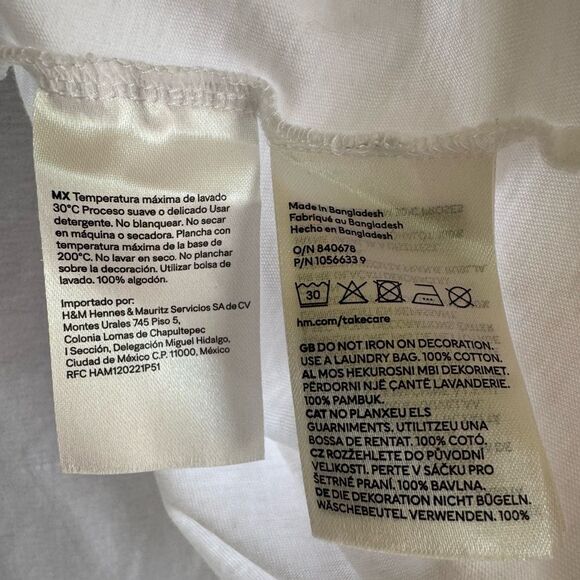 MX Temperatura máxima de lavado
30°C Proceso suave o delicado Usar
detergente. No blanquear. No secar
en máquina o secadora. Plancha con
temperatura máxima de la base de
200°C. No lavar en seco. No planchar
sobre la decoración. Utilizar bolsa de
lavado. 100% algodón.
Importado por:
H&M Hennes & Mauritz Servicios SA de CV
Montes Urales 745 Piso 5,
Colonia Lomas de Chapultepec
I Sección, Delegación Miguel Hidalgo,
Ciudad de México C.P. 11000, México
RFC HAM120221P51
Made in Bangladesh
Fabriqué au Bangladesh
Hecho en Bangladesh
O/N 840678
P/N 1056633 9
30
hm.com/takecare
GB DO NOT IRON ON DECORATION.
USE A LAUNDRY BAG. 100% COTTON.
AL MOS HEKUROSNI MBI DEKORIMET.
PËRDORNI NJË ÇANTË LAVANDERIE.
100% PAMBUK.
CAT NO PLANXEU ELS
GUARNIMENTS. UTILITZEU UNA
BOSSA DE RENTAT. 100% COTÓ.
CZ ROZŽEHLETE DO PŮVODNÍ
VELIKOSTI. PERTE V SÁČKU PRO
ŠETRNÉ PRANÍ. 100% BAVLNA.
DE DIE DEKORATION NICHT BÜGELN.
WÄSCHEBEUTEL VERWENDEN. 100%